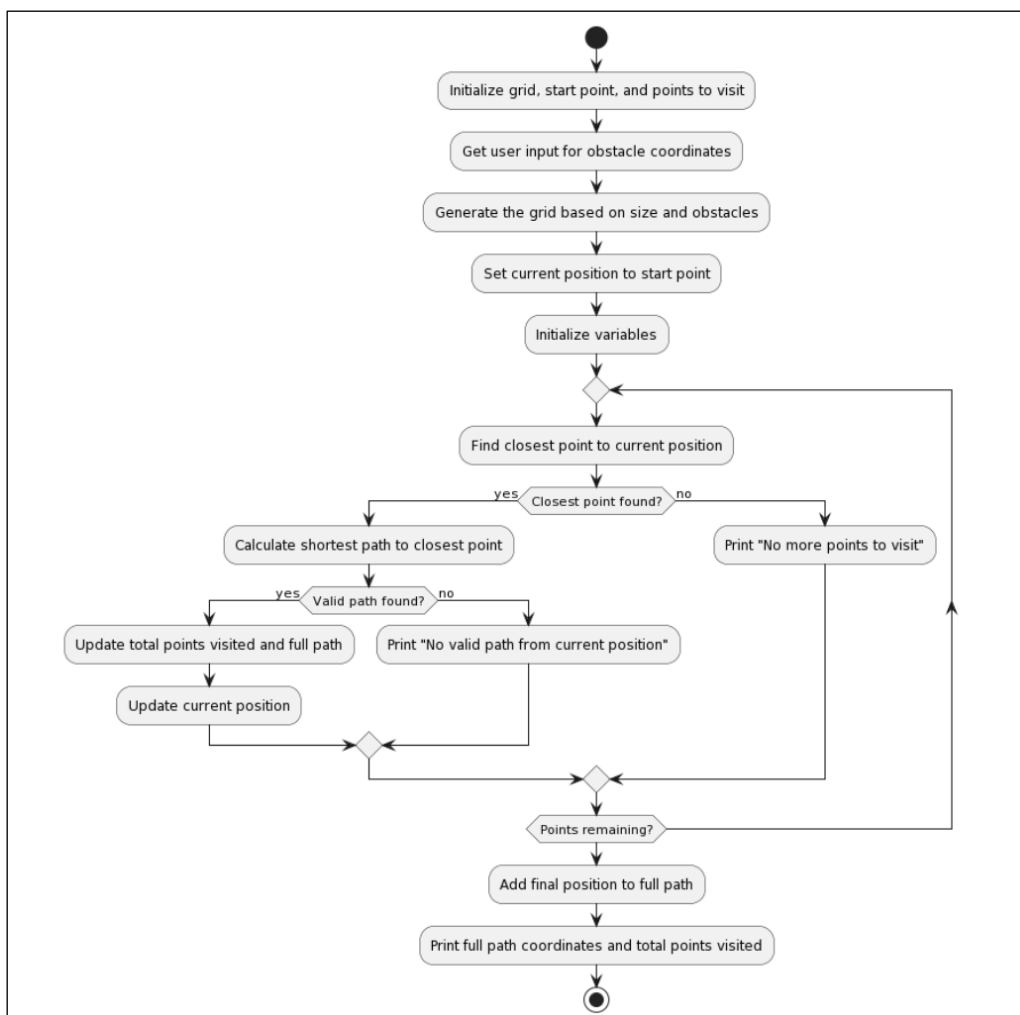 Initialize grid, start point, and points to visit
Get user input for obstacle coordinates
Generate the grid based on size and obstacles
Set current position to start point
Initialize variables
Find closest point to current position
yes
Closest point found?
no
Calculate shortest path to closest point
Print "No more points to visit"
yes
Valid path found?
no
Update total points visited and full path
Print "No valid path from current position"
Update current position
Points remaining?
Add final position to full path
Print full path coordinates and total points visited